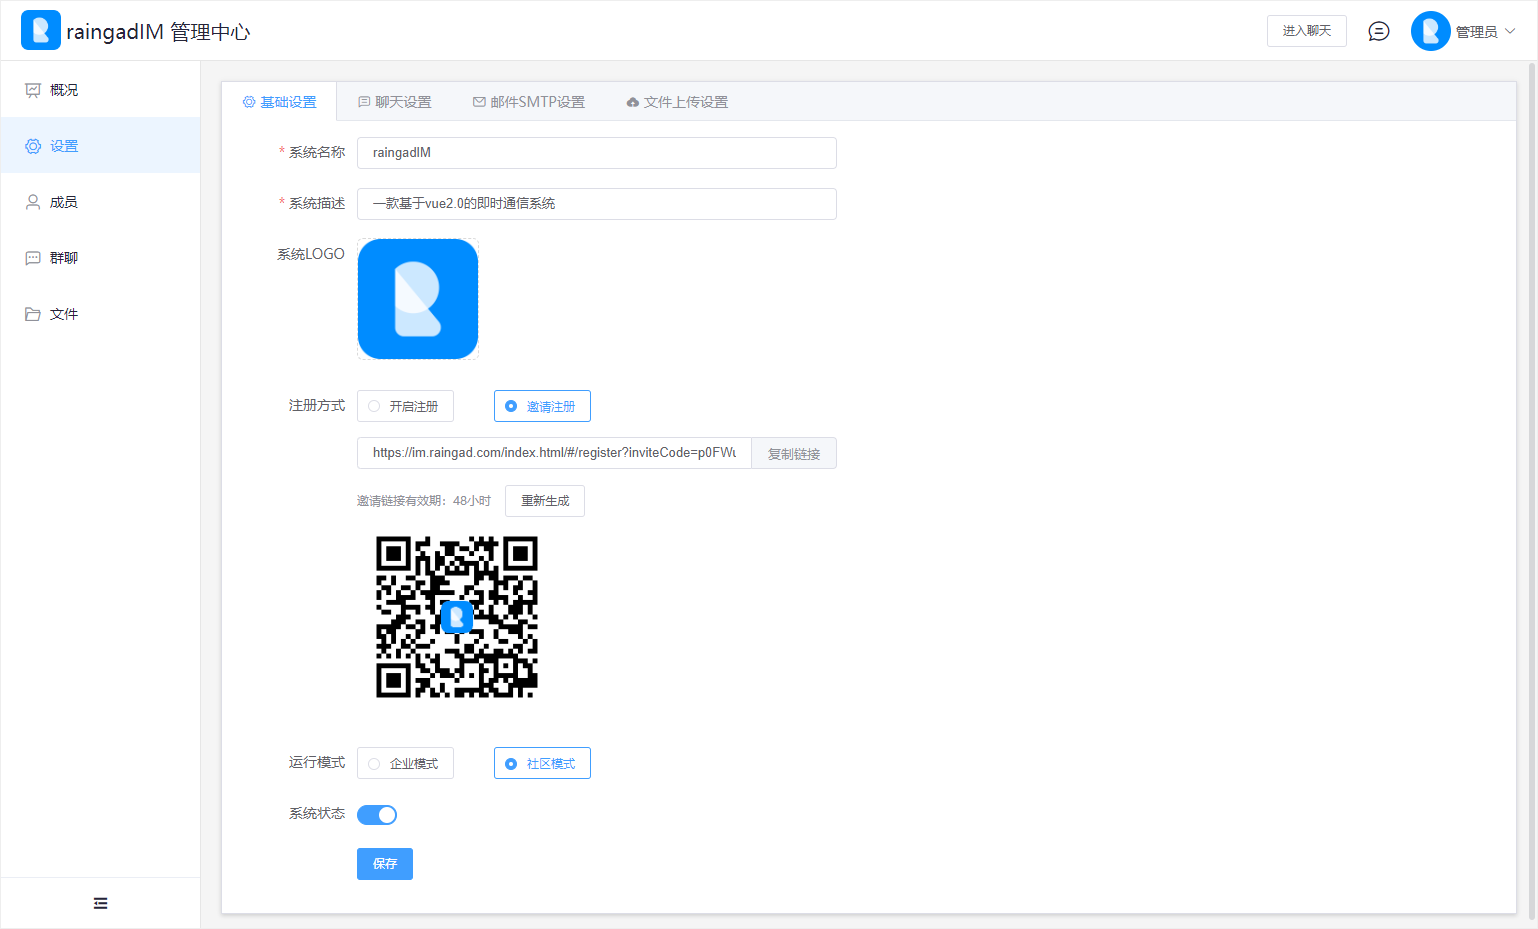 raingadIM 管理中心
进入聊天
管理员
概况
设置
成员
群聊
文件
基础设置
聊天设置
邮件SMTP设置
文件上传设置
* 系统名称
raingadIM
* 系统描述
一款基于vue2.0的即时通信系统
系统LOGO
注册方式
开启注册
邀请注册
https://im.raingad.com/index.html/#/register?inviteCode=p0FWu
复制链接
邀请链接有效期：48小时
重新生成
运行模式
企业模式
社区模式
系统状态
保存